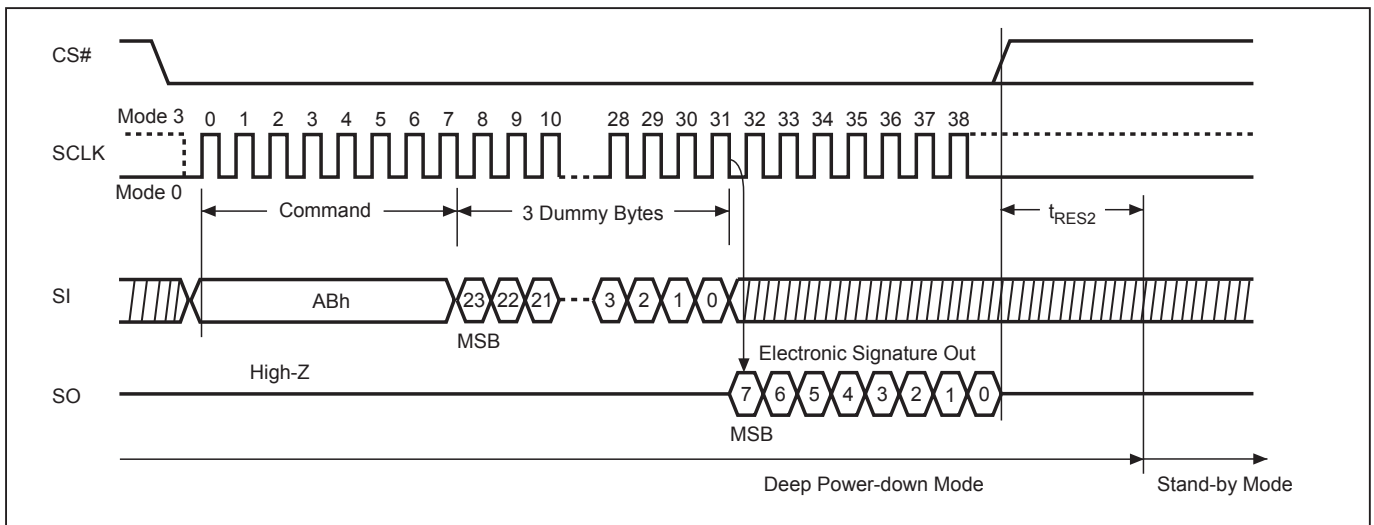 CS#
Mode 3
0 1 2 3 4 5 6 7 8 9 10 28 29 30 31 32 33 34 35 36 37 38
SCLK
Mode 0
Command
3 Dummy Bytes
tRES2
SI
ABh
23 22 21 3 2 1 0
MSB
Electronic Signature Out
High-Z
SO
7 6 5 4 3 2 1 0
MSB
Deep Power-down Mode
Stand-by Mode